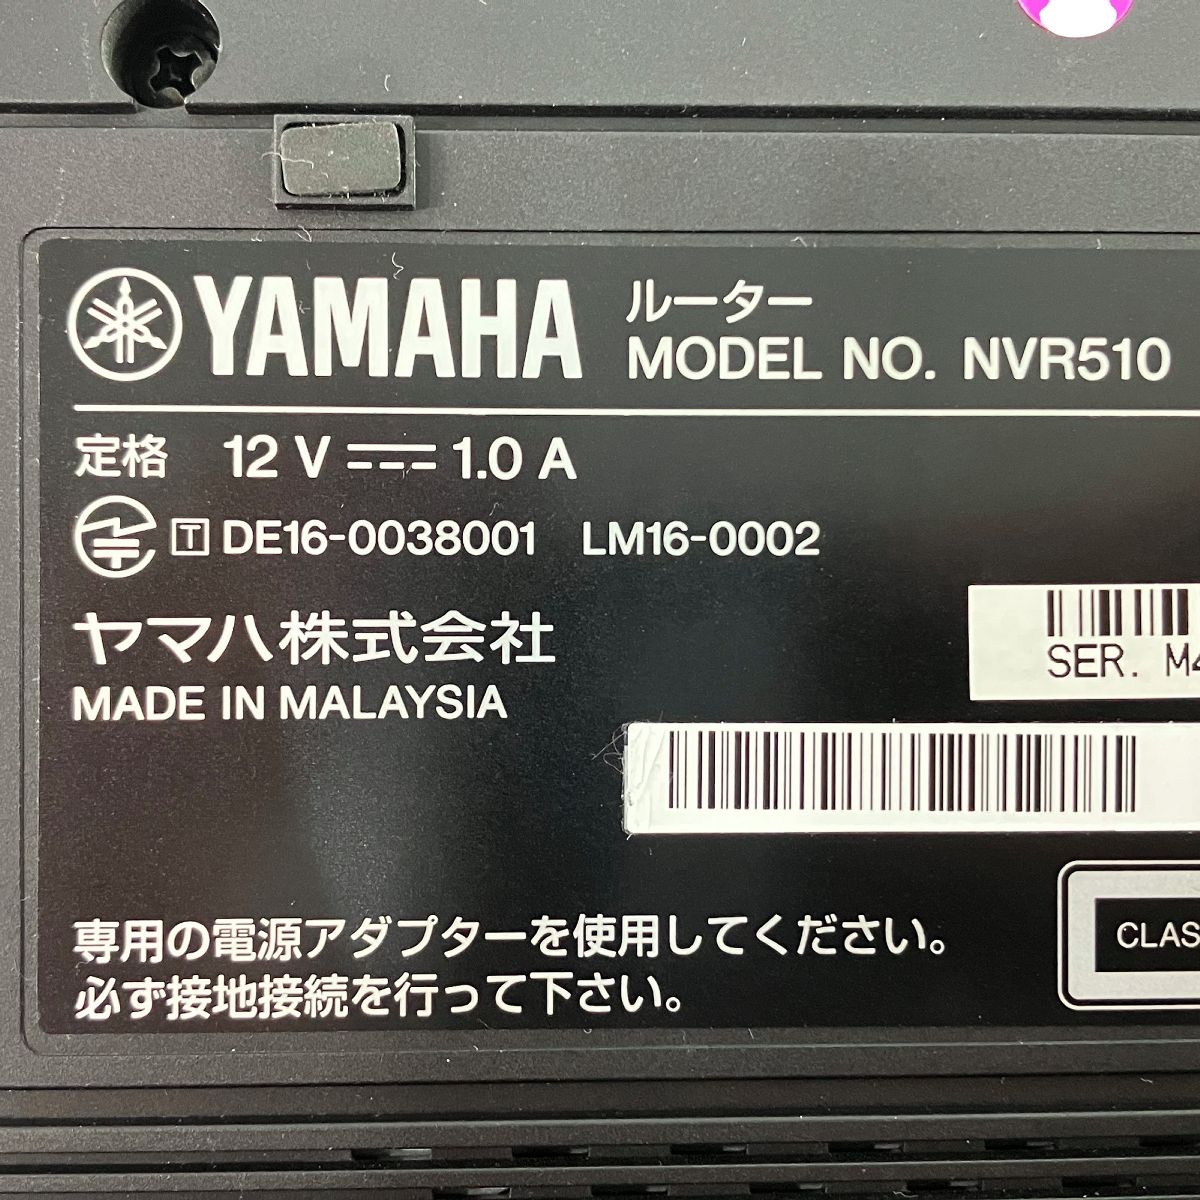 YAMAHA ルーター
MODEL NO. NVR510
定格 12 V 1.0 A
T DE16-0038001 LM16-0002
ヤマハ株式会社
MADE IN MALAYSIA
SER.
専用の電源アダプターを使用してください。
必ず接地接続を行って下さい。